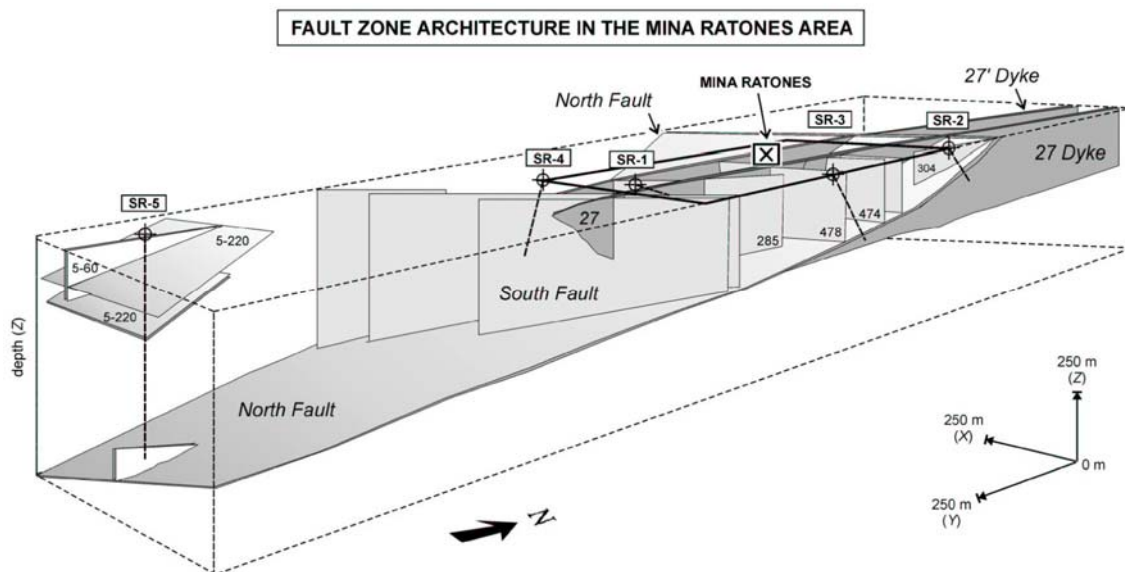 FAULT ZONE ARCHITECTURE IN THE MINA RATONES AREA
27' Dyke
MINA RATONES
North Fault
SR-3
SR-2
SR-4
SR-1
27 Dyke
304
SR-5
27
474
5-220
478
285
5-60
South Fault
5-220
depth (Z)
250 m
(Z)
North Fault
250 m
(X)
0 m
250 m
(Y)
N